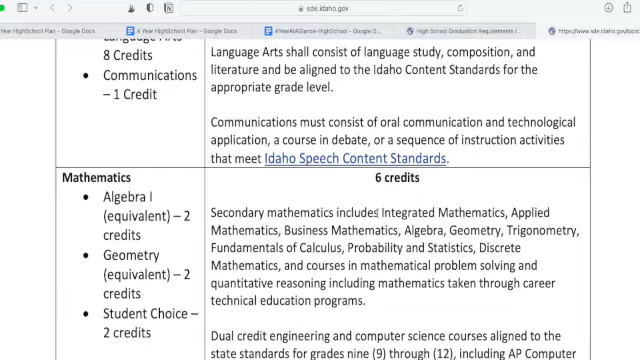 sde.idaho.gov
4 Year HighSchool Plan - Google Docs
4 Year HighSchool Plan - Google Docs
4YearAtAGlance–HighSchool - Google D...
High School Graduation Requirements /...
https://www.sde.idaho.gov/topic
Language Arts –
8 Credits
Communications
– 1 Credit
Language Arts shall consist of language study, composition, and
literature and be aligned to the Idaho Content Standards for the
appropriate grade level.
Communications must consist of oral communication and technological
application, a course in debate, or a sequence of instruction activities
that meet Idaho Speech Content Standards.
Mathematics
6 credits
Algebra I
(equivalent) – 2
credits
Geometry
(equivalent) – 2
credits
Student Choice –
2 credits
Secondary mathematics includes Integrated Mathematics, Applied
Mathematics, Business Mathematics, Algebra, Geometry, Trigonometry,
Fundamentals of Calculus, Probability and Statistics, Discrete
Mathematics, and courses in mathematical problem solving and
quantitative reasoning including mathematics taken through career
technical education programs.
Dual credit engineering and computer science courses aligned to the
state standards for grades nine (9) through (12), including AP Computer